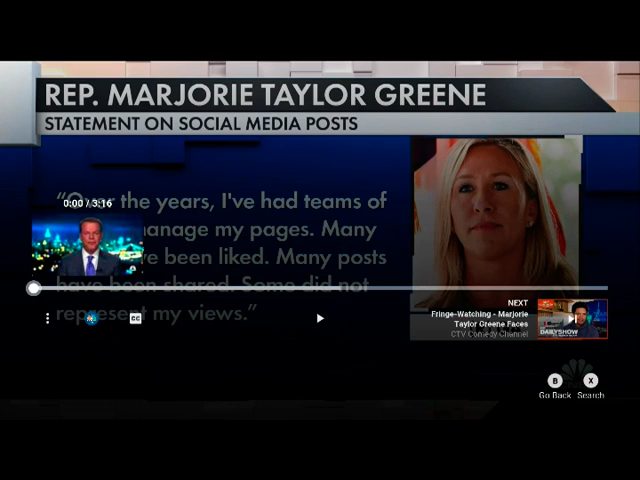 REP. MARJORIE TAYLOR GREENE
STATEMENT ON SOCIAL MEDIA POSTS
0:00 / 3:16
the years, I've had teams of
manage my pages. Many
been liked. Many posts
have been shared. Some did not
represent my views.”
CC
NEXT
Fringe-Watching - Marjorie
Taylor Greene Faces
CTV Comedy Channel
DAILYSHOW
B
X
Go Back
Search